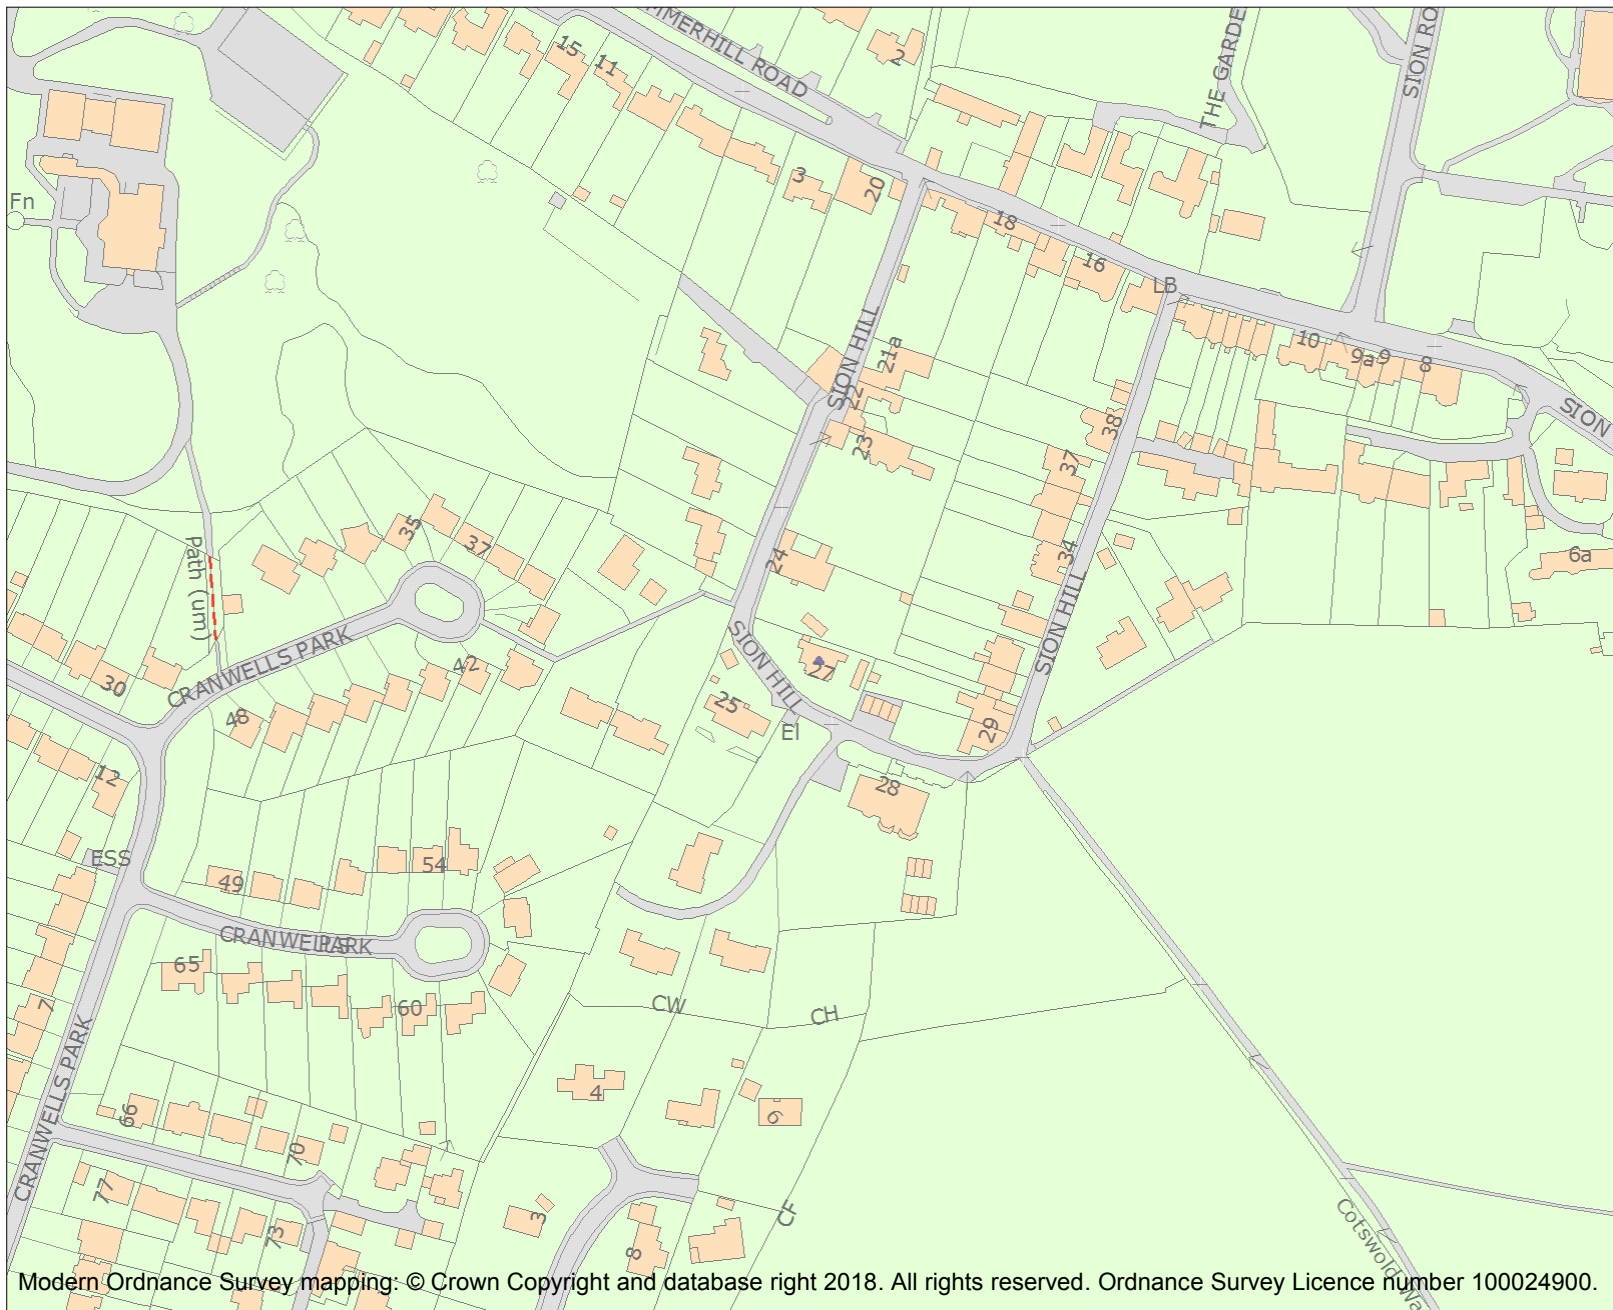 MMERHILL ROAD
2
THE GARDE
SION RO
15
11
3
20
18
16
LB
Fn
SION HILL
21a
22
23
10
9a
9
8
SION
38
37
34
6a
35
37
24
Path (um)
CRANWELLS PARK
30
42
48
SION HILL
SION HILL
27
25
El
29
28
12
ESS
49
54
CRANWELLS PARK
65
60
7
CW
CH
4
6
CRANWELLS PARK
66
70
77
73
3
8
CF
Cotswold Wa
Modern Ordnance Survey mapping: © Crown Copyright and database right 2018. All rights reserved. Ordnance Survey Licence number 100024900.